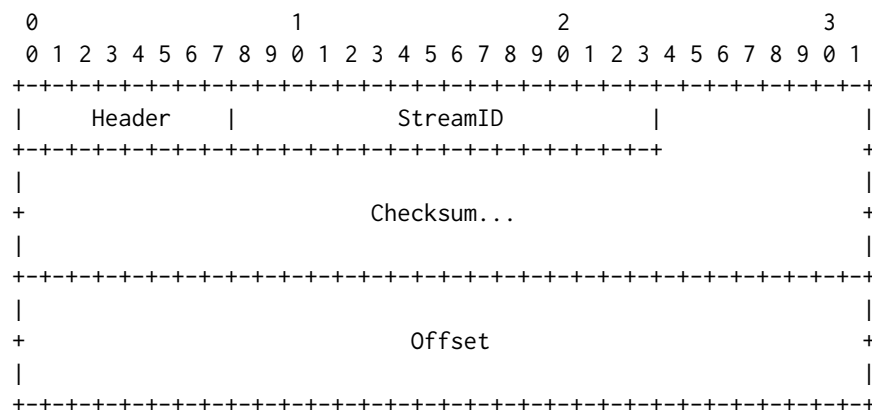 0                   1                   2                   3
 0 1 2 3 4 5 6 7 8 9 0 1 2 3 4 5 6 7 8 9 0 1 2 3 4 5 6 7 8 9 0 1
+-+-+-+-+-+-+-+-+-+-+-+-+-+-+-+-+-+-+-+-+-+-+-+-+-+-+-+-+-+-+-+-+
|     Header    |            StreamID           |               |
+-+-+-+-+-+-+-+-+-+-+-+-+-+-+-+-+-+-+-+-+-+-+-+-+               +
|                                                               |
+                          Checksum...                          +
|                                                               |
+-+-+-+-+-+-+-+-+-+-+-+-+-+-+-+-+-+-+-+-+-+-+-+-+-+-+-+-+-+-+-+-+
|                                                               |
+                             Offset                            +
|                                                               |
+-+-+-+-+-+-+-+-+-+-+-+-+-+-+-+-+-+-+-+-+-+-+-+-+-+-+-+-+-+-+-+-+